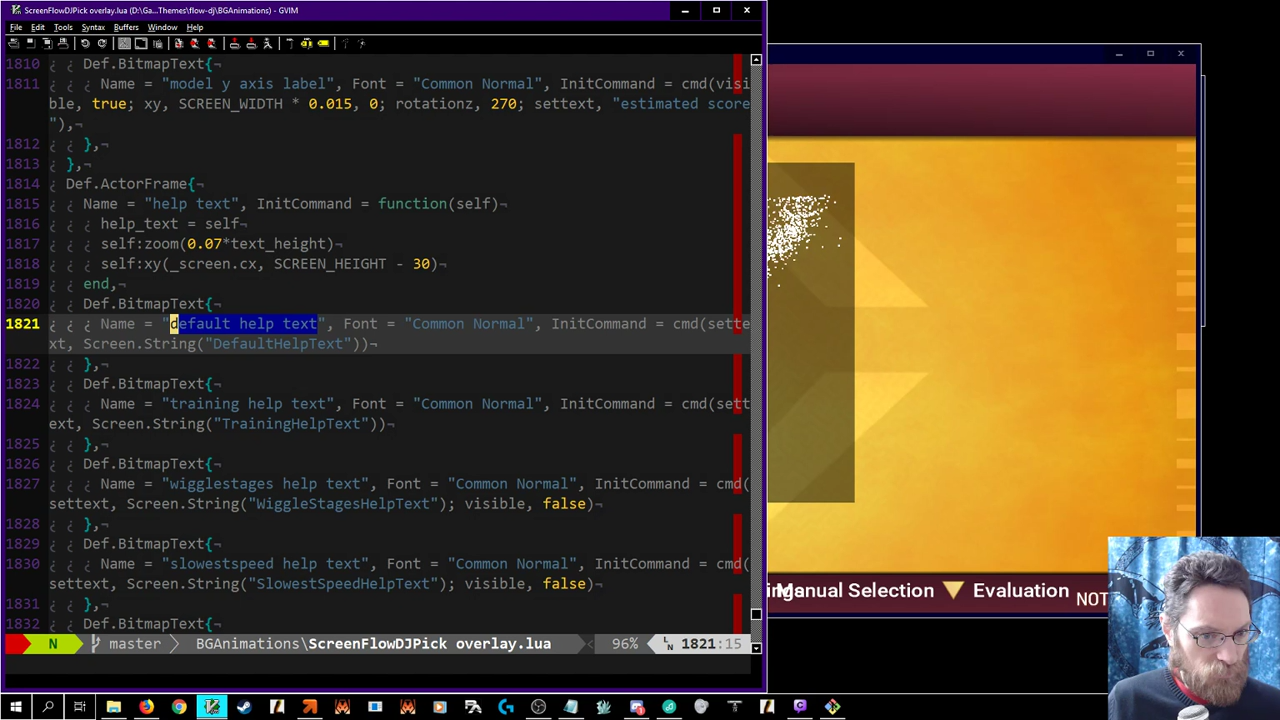 ScreenFlowDJPick overlay.lua (D:\Ga...Themes\flow-dj\BGAnimations) - GVIM
File Edit Tools Syntax Buffers Window Help
1810 ¿ ¿ Def.BitmapText{¬
1811 ¿ ¿ ¿ Name = "model y axis label", Font = "Common Normal", InitCommand = cmd(visi
ble, true; xy, SCREEN_WIDTH * 0.015, 0; rotationz, 270; settext, "estimated score
"),¬
1812 ¿ ¿ },¬
1813 ¿ },¬
1814 ¿ Def.ActorFrame{¬
1815 ¿ ¿ Name = "help text", InitCommand = function(self)¬
1816 ¿ ¿ ¿ help_text = self¬
1817 ¿ ¿ ¿ self:zoom(0.07*text_height)¬
1818 ¿ ¿ ¿ self:xy(_screen.cx, SCREEN_HEIGHT - 30)¬
1819 ¿ ¿ end,¬
1820 ¿ ¿ Def.BitmapText{¬
1821 ¿ ¿ ¿ Name = "default help text", Font = "Common Normal", InitCommand = cmd(sette
xt, Screen.String("DefaultHelpText"))¬
1822 ¿ ¿ },¬
1823 ¿ ¿ Def.BitmapText{¬
1824 ¿ ¿ ¿ Name = "training help text", Font = "Common Normal", InitCommand = cmd(sett
ext, Screen.String("TrainingHelpText"))¬
1825 ¿ ¿ },¬
1826 ¿ ¿ Def.BitmapText{¬
1827 ¿ ¿ ¿ Name = "wigglestages help text", Font = "Common Normal", InitCommand = cmd(
settext, Screen.String("WiggleStagesHelpText"); visible, false)¬
1828 ¿ ¿ },¬
1829 ¿ ¿ Def.BitmapText{¬
1830 ¿ ¿ ¿ Name = "slowestspeed help text", Font = "Common Normal", InitCommand = cmd(
settext, Screen.String("SlowestSpeedHelpText"); visible, false)¬
1831 ¿ ¿ },¬
1832 ¿ ¿ Def.BitmapText{¬
Manual Selection Evaluation NOT
N master BGAnimations\ScreenFlowDJPick overlay.lua 96% 1821:15